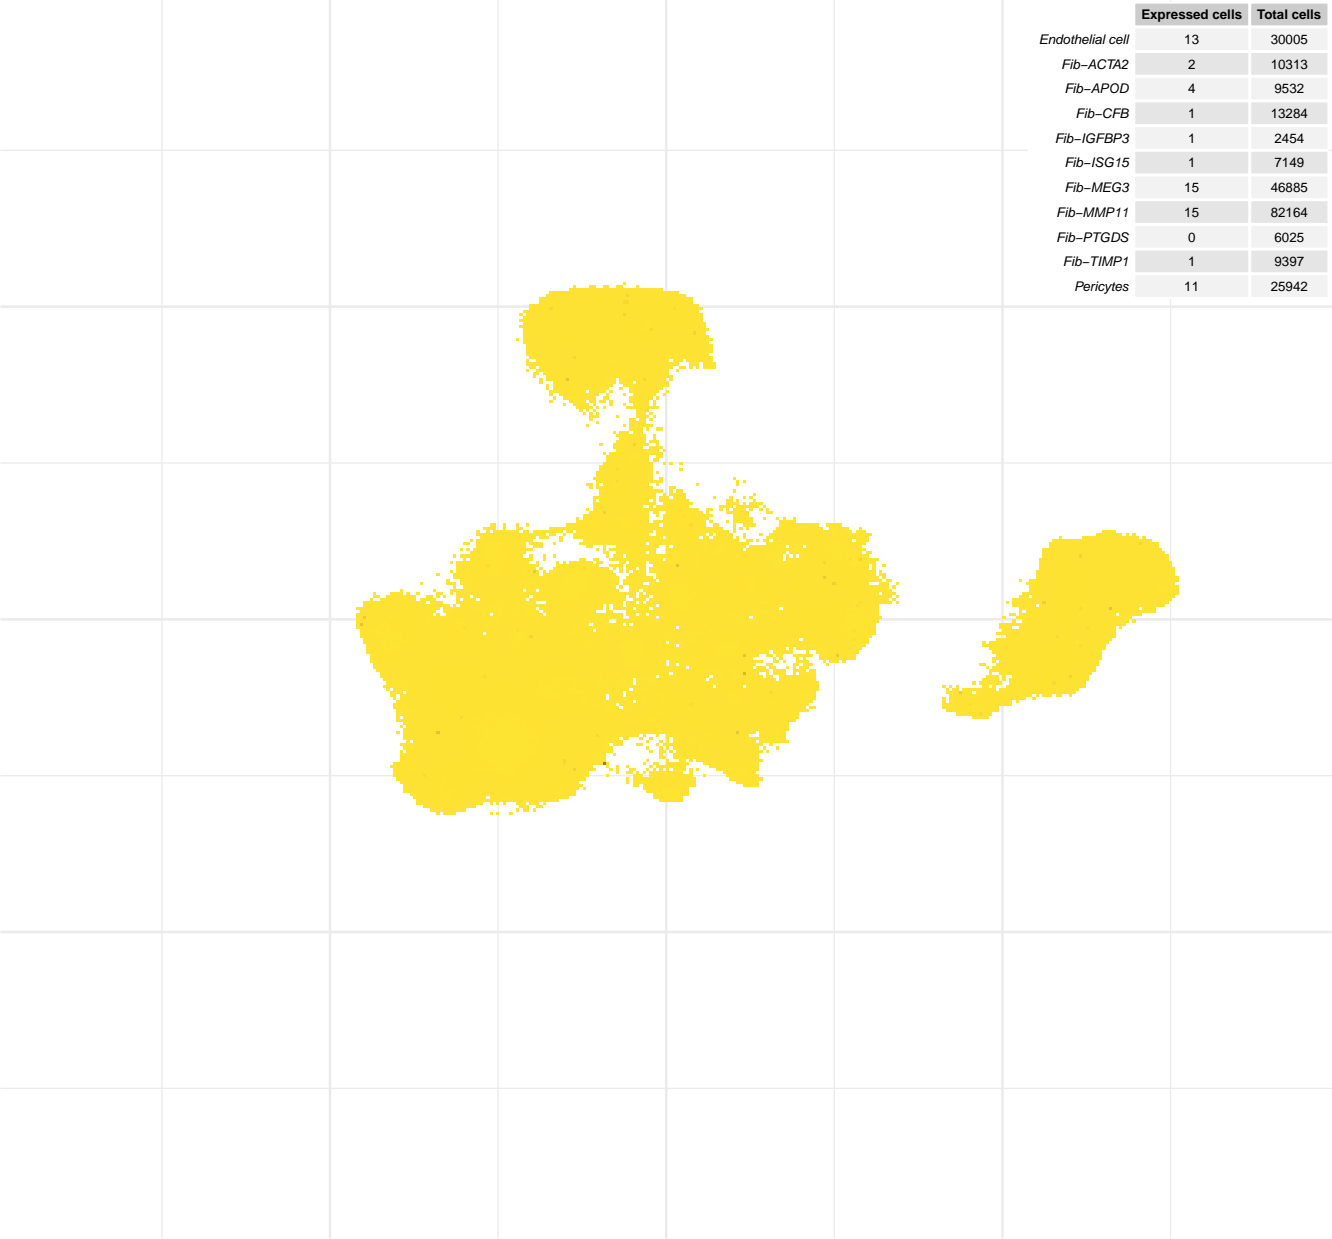 Expressed cells Total cells
Endothelial cell 13 30005
Fib−ACTA2 2 10313
Fib−APOD 4 9532
Fib−CFB 1 13284
Fib−IGFBP3 1 2454
Fib−ISG15 1 7149
Fib−MEG3 15 46885
Fib−MMP11 15 82164
Fib−PTGDS 0 6025
Fib−TIMP1 1 9397
Pericytes 11 25942